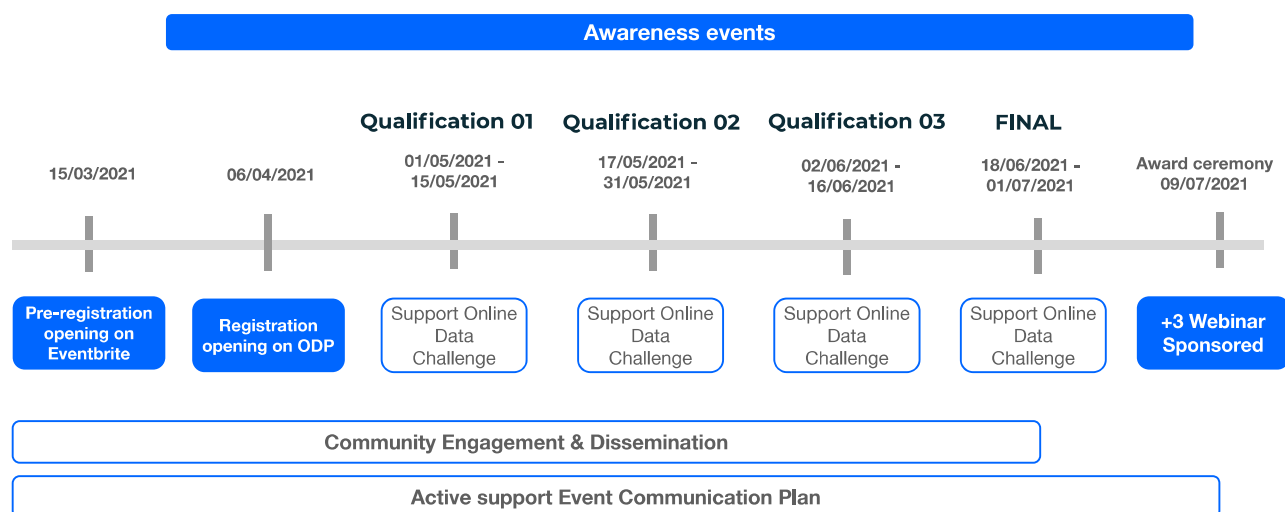 Awareness events
Qualification 01
Qualification 02
Qualification 03
FINAL
15/03/2021
06/04/2021
01/05/2021 -
15/05/2021
17/05/2021 -
31/05/2021
02/06/2021 -
16/06/2021
18/06/2021 -
01/07/2021
Award ceremony
09/07/2021
Pre-registration
opening on
Eventbrite
Registration
opening on ODP
Support Online
Data
Challenge
Support Online
Data
Challenge
Support Online
Data
Challenge
Support Online
Data
Challenge
+3 Webinar
Sponsored
Community Engagement & Dissemination
Active support Event Communication Plan